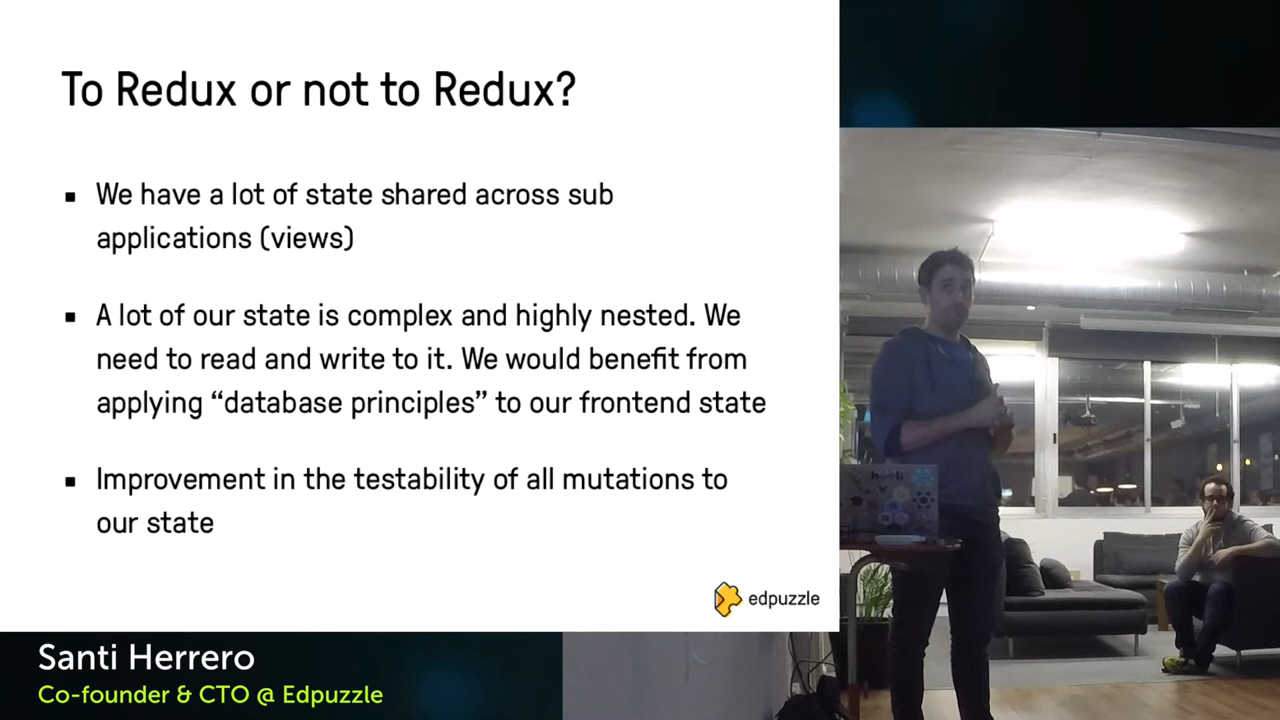 To Redux or not to Redux?
▪ We have a lot of state shared across sub
applications (views)
▪ A lot of our state is complex and highly nested. We
need to read and write to it. We would benefit from
applying “database principles” to our frontend state
▪ Improvement in the testability of all mutations to
our state
edpuzzle
Santi Herrero
Co-founder & CTO @ Edpuzzle